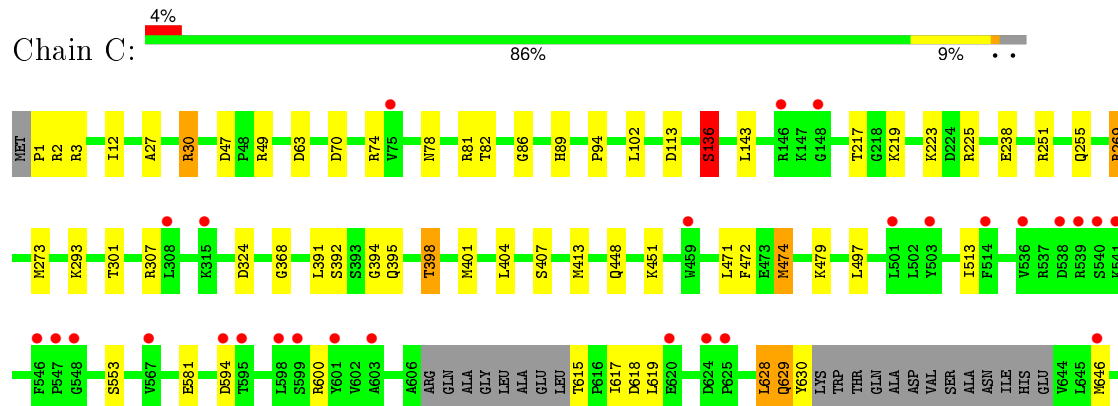 4%
Chain C:
86% 9% • •
MET P1 R2 R3 I12 A27 R30 D47 P48 R49 D63 D70 R74 V75 N78 R81 T82 G86 H89 P94 L102 D113 S136 L143 R146 K147 G148 T217 G218 K219 K223 D224 R225 E238 R251 Q255
M273 K293 T301 R307 L308 K315 D324 G368 L391 S392 S393 G394 Q395 T398 M401 L404 S407 M413 Q448 K451 W459 L471 F472 E473 M474 K479 L497 L501 L502 Y503 I513 F514 V536 R537 D538 R539 S540 K541
F546 P547 G548 S553 V567 E581 D594 T595 L598 S599 R600 Y601 V602 A603 A606 ARG GLN ALA GLY LEU ALA GLU LEU T615 P616 I617 D618 L619 E620 D624 P625 L628 Q629 Y630 LYS TRP THR GLN ALA ASP VAL SER ALA ASN ILE HIS GLU V644 L645 M646